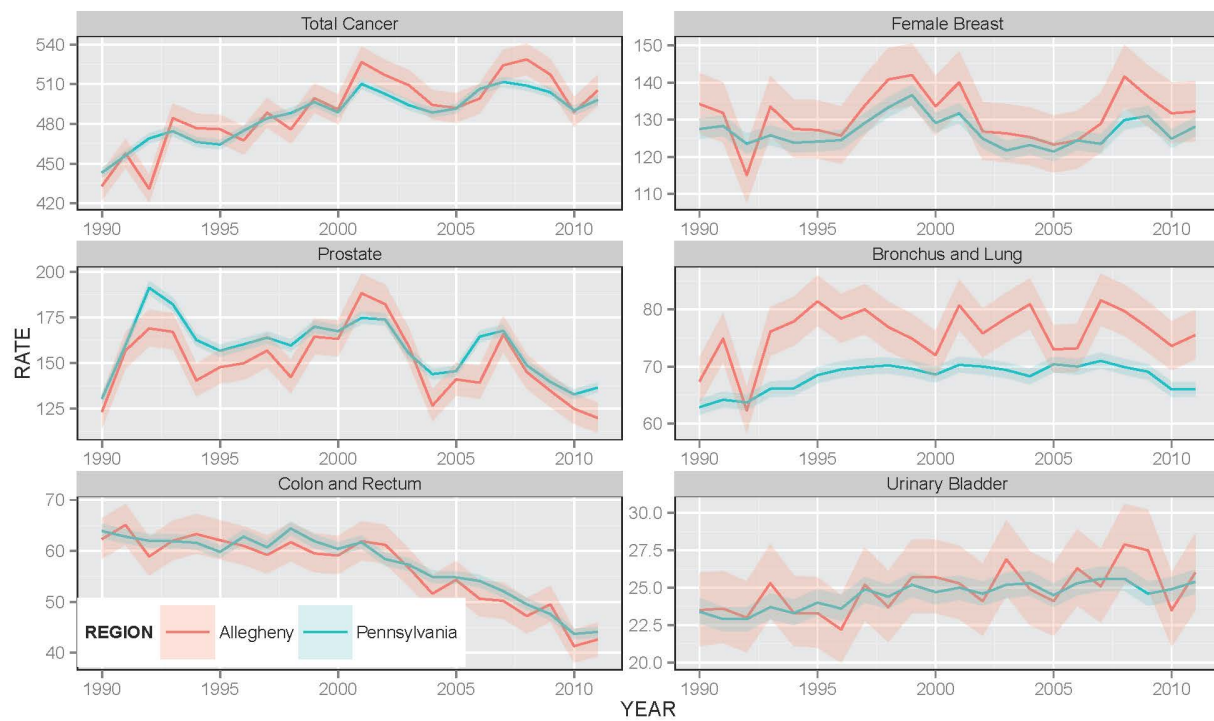 Total Cancer
540
510
480
450
420
1990 1995 2000 2005 2010
Female Breast
150
140
130
120
110
1990 1995 2000 2005 2010
Prostate
200
175
150
125
1990 1995 2000 2005 2010
Bronchus and Lung
80
70
60
1990 1995 2000 2005 2010
RATE
Colon and Rectum
70
60
50
40
REGION Allegheny Pennsylvania
1990 1995 2000 2005 2010
Urinary Bladder
30.0
27.5
25.0
22.5
20.0
1990 1995 2000 2005 2010
YEAR